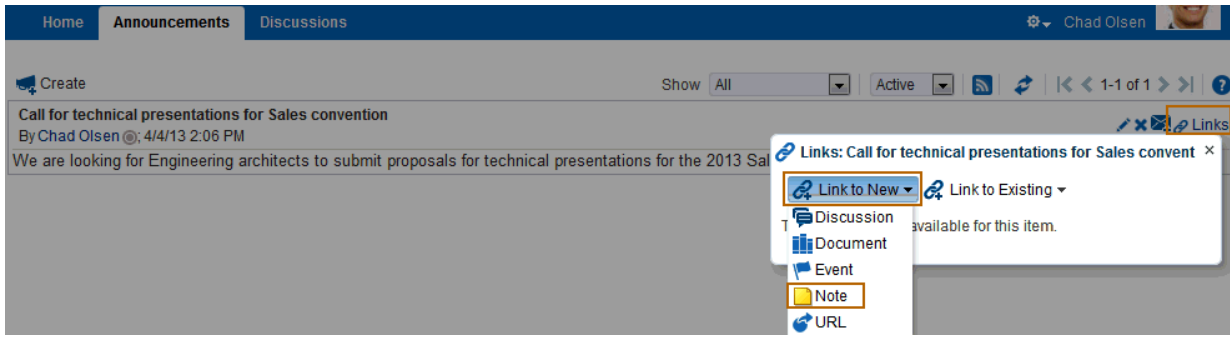 Home Announcements Discussions Chad Olsen
Create Show All Active 1-1 of 1
Call for technical presentations for Sales convention
By Chad Olsen ; 4/4/13 2:06 PM Links
We are looking for Engineering architects to submit proposals for technical presentations for the 2013 Sal
Links: Call for technical presentations for Sales convent
Link to New Link to Existing
Discussion
available for this item.
Document
Event
Note
URL